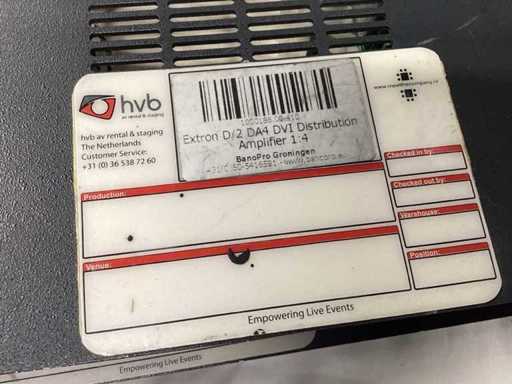 hvb
av rental & staging
hvb av rental & staging
The Netherlands
Customer Service:
+31 (0) 36 538 72 60
Extron D/2 DA4 DVI Distribution
Amplifier 1:4
BanoPro Groningen
Checked in by:
Checked out by:
Warehouse:
Position:
Production:
Venue:
Empowering Live Events
Empowering Live Events